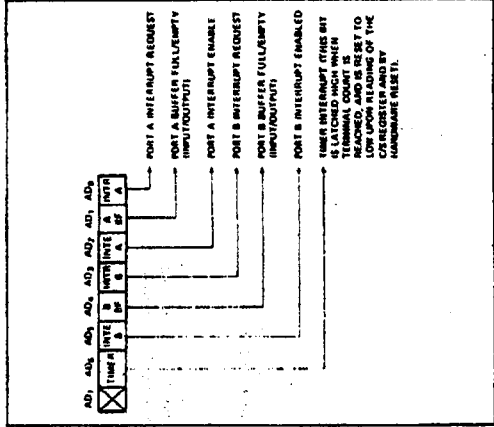 AD7 AD6 AD5 AD4 AD3 AD2 AD1 AD0
TIMER INTE B INTR INTE A INTR
B BF B A BF A
PORT A INTERRUPT REQUEST
PORT A BUFFER FULL/EMPTY
(INPUT/OUTPUT)
PORT A INTERRUPT ENABLE
PORT B INTERRUPT REQUEST
PORT B BUFFER FULL/EMPTY
(INPUT/OUTPUT)
PORT B INTERRUPT ENABLED
TIMER INTERRUPT (THIS BIT
IS LATCHED HIGH WHEN
TERMINAL COUNT IS
REACHED, AND IS RESET TO
LOW UPON READING OF THE
C/S REGISTER AND BY
HARDWARE RESET).